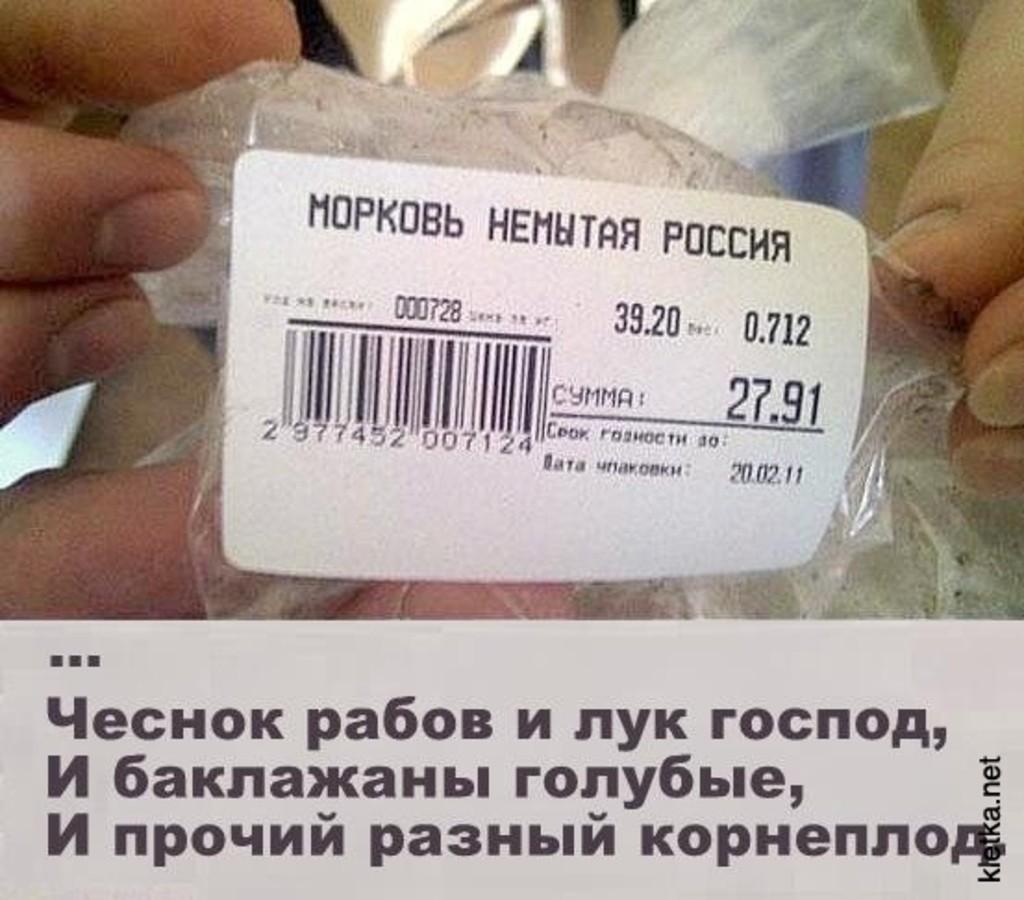 МОРКОВЬ НЕМЫТАЯ РОССИЯ
000728 39.20 0.712
2 977452 007124
СУММА: 27.91
Срок годности до:
Дата упаковки: 20.02.11
...
Чеснок рабов и лук господ,
И баклажаны голубые,
И прочий разный корнеплод
kletka.net